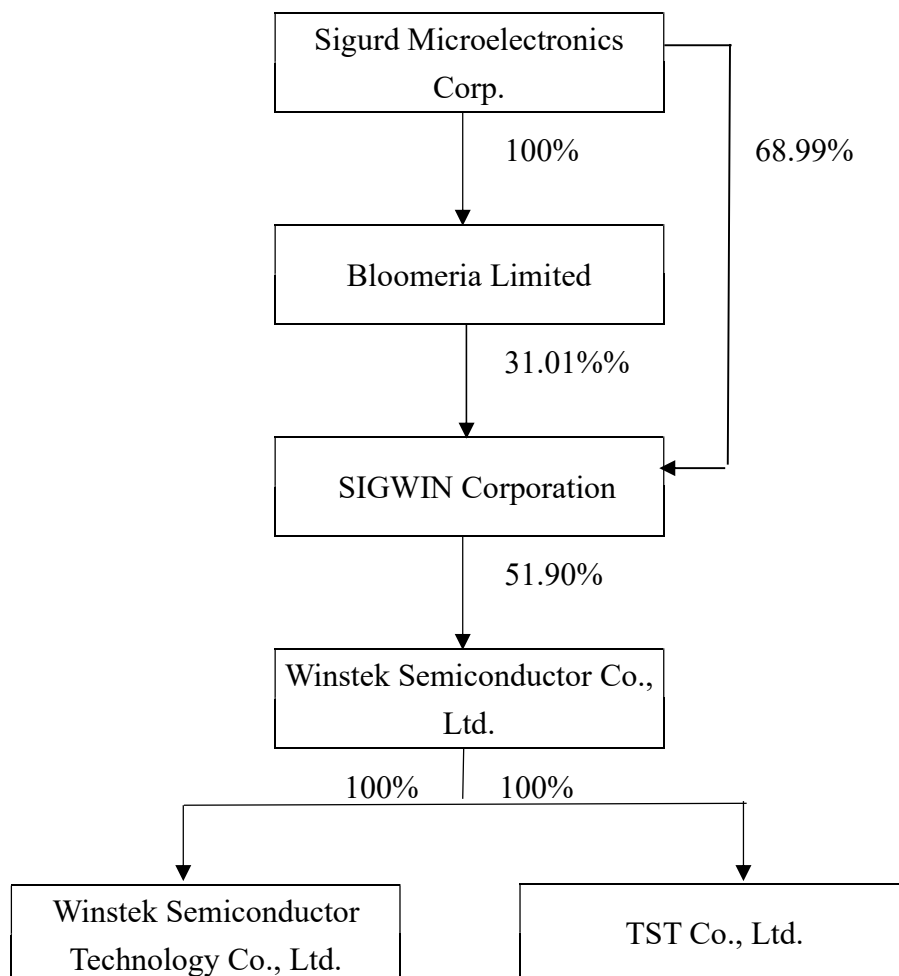 Sigurd Microelectronics
Corp.
100%
68.99%
Bloomeria Limited
31.01%%
SIGWIN Corporation
51.90%
Winstek Semiconductor Co.,
Ltd.
100%
100%
Winstek Semiconductor
Technology Co., Ltd.
TST Co., Ltd.